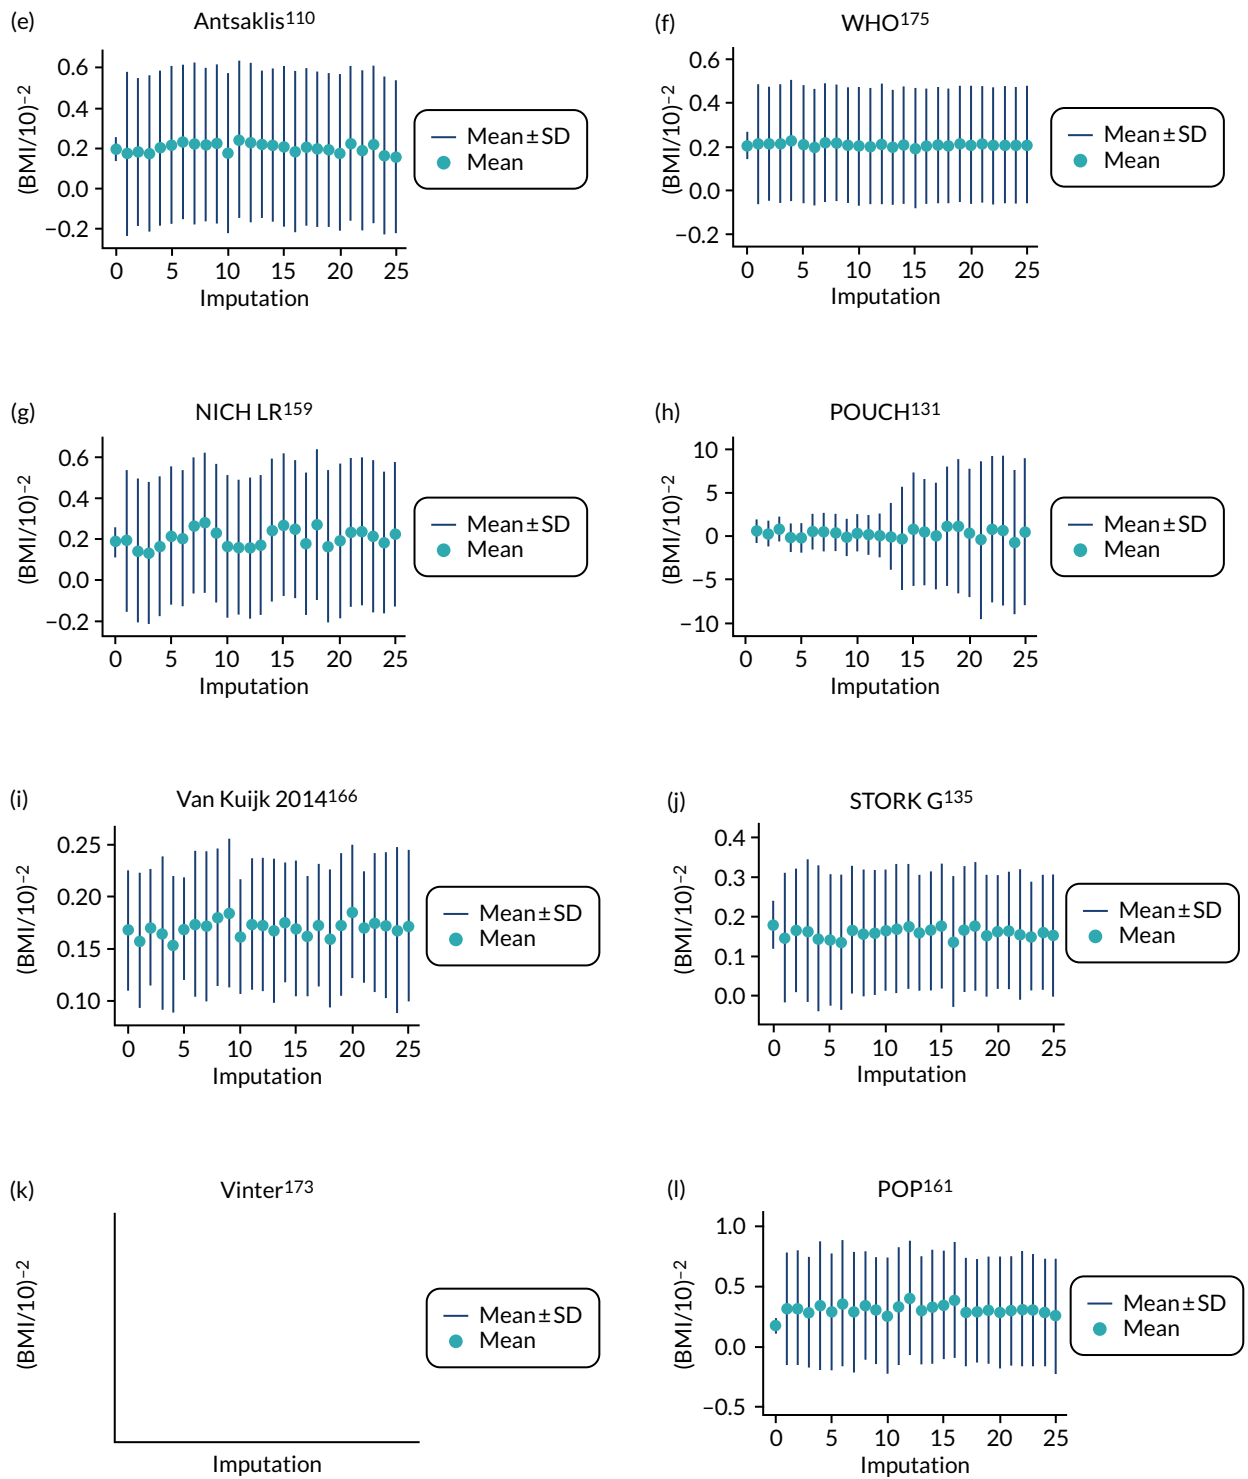 (e)
Antsaklis110
(BMI/10)−2
0.6
0.4
0.2
0.0
−0.2
0 5 10 15 20 25
Imputation
Mean ± SD
Mean
(f)
WHO175
(BMI/10)−2
0.6
0.4
0.2
0.0
−0.2
0 5 10 15 20 25
Imputation
Mean ± SD
Mean
(g)
NICH LR159
(BMI/10)−2
0.6
0.4
0.2
0.0
−0.2
0 5 10 15 20 25
Imputation
Mean ± SD
Mean
(h)
POUCH131
(BMI/10)−2
10
5
0
−5
−10
0 5 10 15 20 25
Imputation
Mean ± SD
Mean
(i)
Van Kuijk 2014166
(BMI/10)−2
0.25
0.20
0.15
0.10
0 5 10 15 20 25
Imputation
Mean ± SD
Mean
(j)
STORK G135
(BMI/10)−2
0.4
0.3
0.2
0.1
0.0
0 5 10 15 20 25
Imputation
Mean ± SD
Mean
(k)
Vinter173
(BMI/10)−2
Imputation
Mean ± SD
Mean
(l)
POP161
(BMI/10)−2
1.0
0.5
0.0
−0.5
0 5 10 15 20 25
Imputation
Mean ± SD
Mean